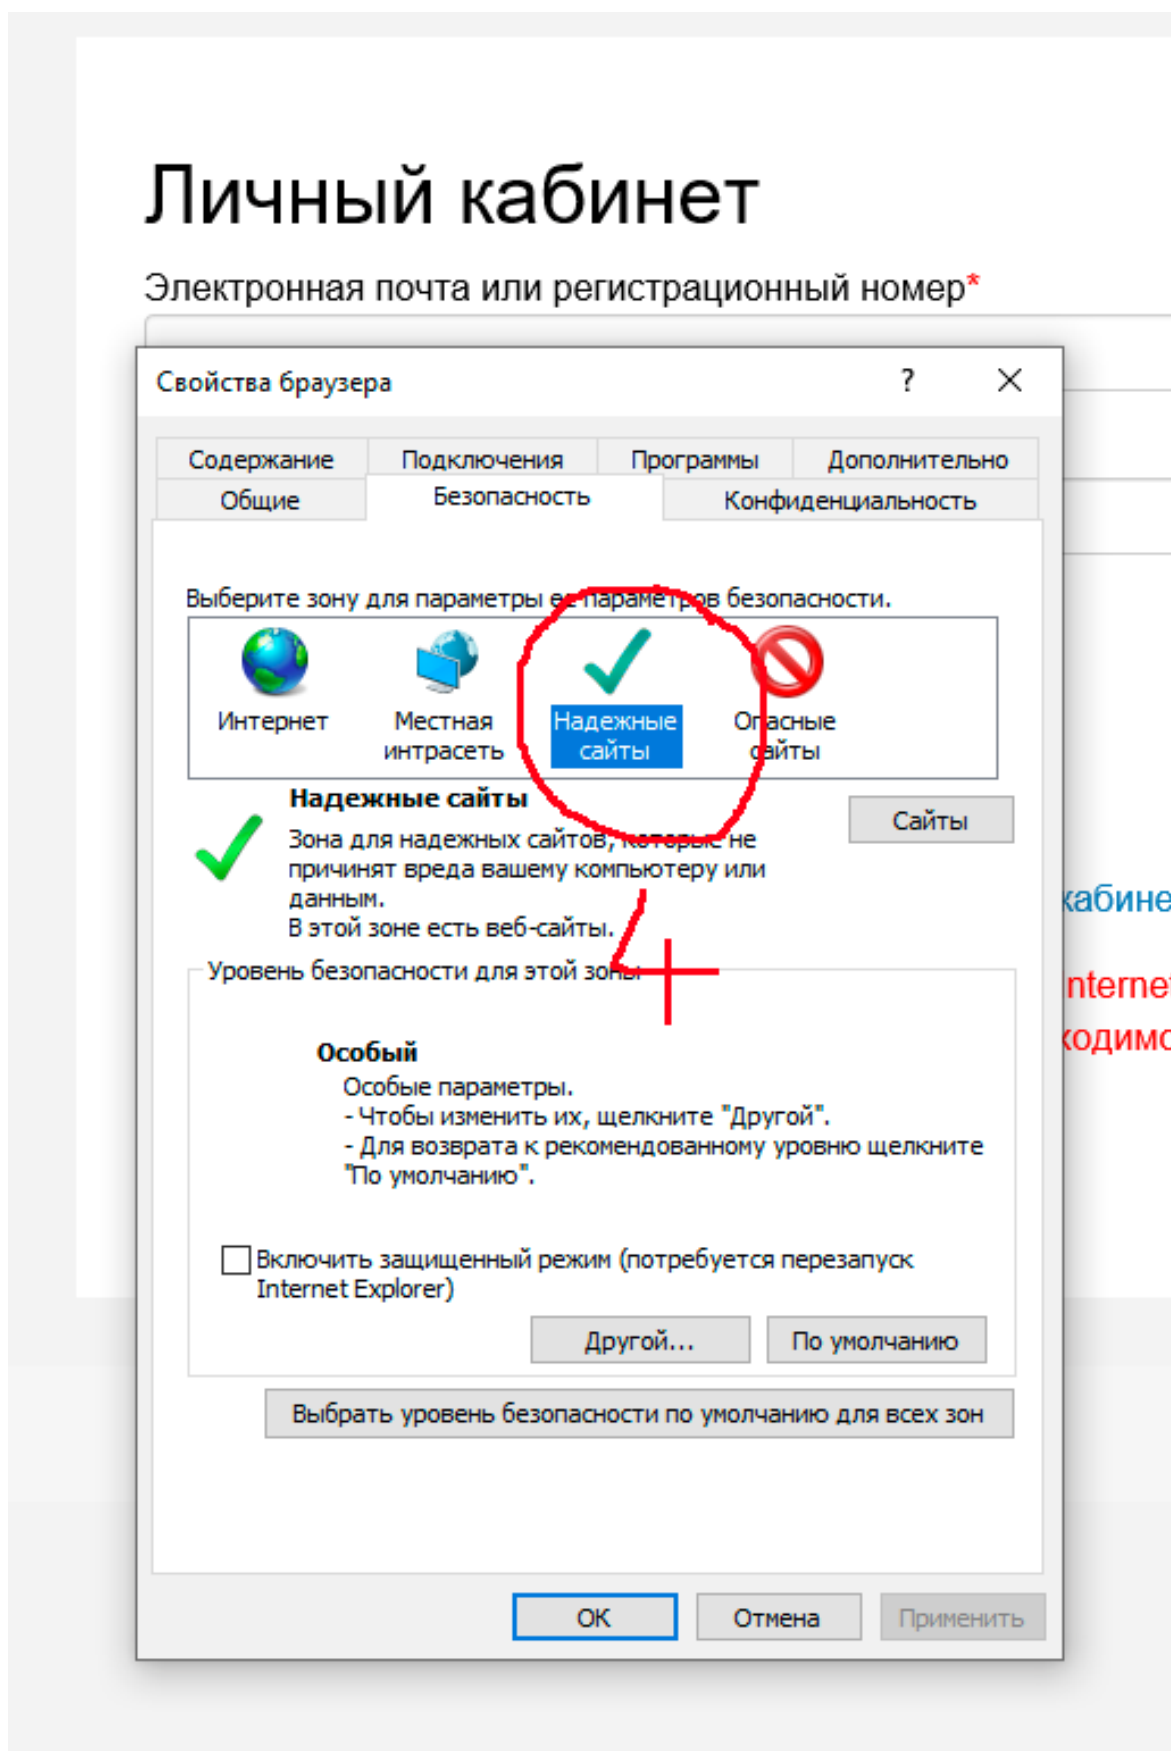 Личный кабинет
Электронная почта или регистрационный номер*
Свойства браузера
?
Содержание Подключения Программы Дополнительно
Общие Безопасность Конфиденциальность
Выберите зону для параметры ее параметров безопасности.
Интернет
Местная интрасеть
Надежные сайты
Опасные сайты
Надежные сайты
Сайты
Зона для надежных сайтов, которые не
причинят вреда вашему компьютеру или
данным.
В этой зоне есть веб-сайты.
4
Уровень безопасности для этой зоны
Особый
Особые параметры.
- Чтобы изменить их, щелкните "Другой".
- Для возврата к рекомендованному уровню щелкните
"По умолчанию".
Включить защищенный режим (потребуется перезапуск
Internet Explorer)
Другой... По умолчанию
Выбрать уровень безопасности по умолчанию для всех зон
ОК Отмена Применить